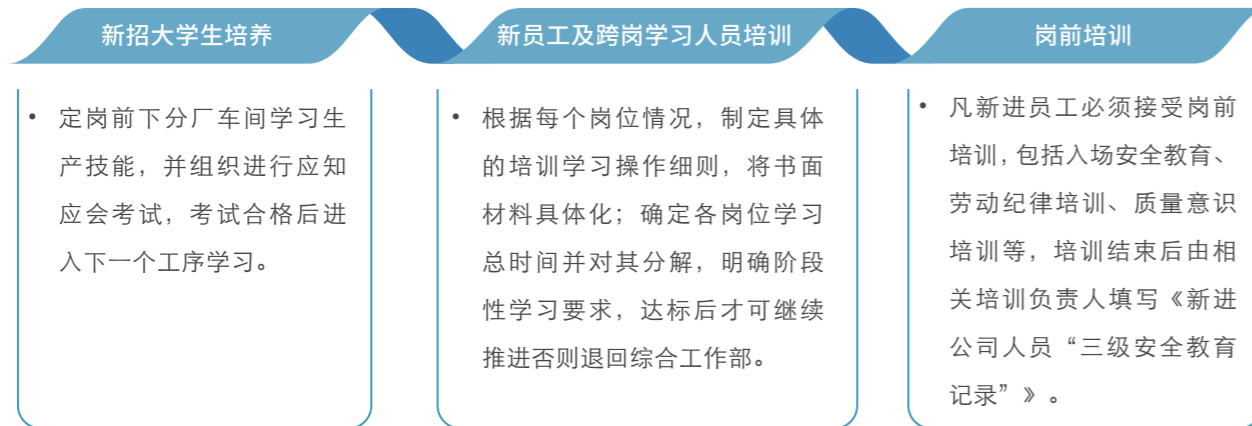 新招大学生培养
• 定岗前下分厂车间学习生
产技能，并组织进行应知
应会考试，考试合格后进
入下一个工序学习。
新员工及跨岗学习人员培训
• 根据每个岗位情况，制定具体
的培训学习操作细则，将书面
材料具体化；确定各岗位学习
总时间并对其分解，明确阶段
性学习要求，达标后才可继续
推进否则退回综合工作部。
岗前培训
• 凡新进员工必须接受岗前
培训，包括入场安全教育、
劳动纪律培训、质量意识
培训等，培训结束后由相
关培训负责人填写《新进
公司人员“三级安全教育
记录”》。